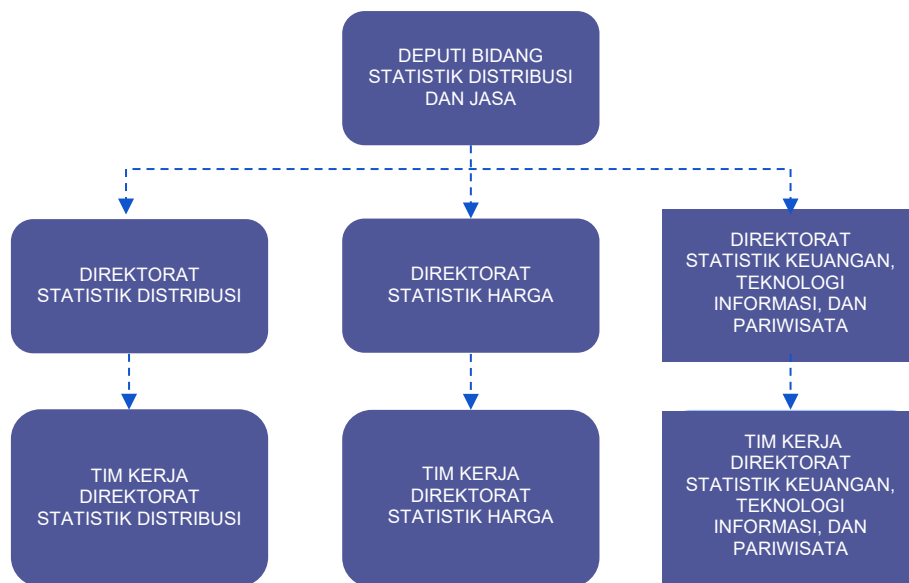 DEPUTI BIDANG
STATISTIK DISTRIBUSI
DAN JASA
DIREKTORAT
STATISTIK DISTRIBUSI
DIREKTORAT
STATISTIK HARGA
DIREKTORAT
STATISTIK KEUANGAN,
TEKNOLOGI
INFORMASI, DAN
PARIWISATA
TIM KERJA
DIREKTORAT
STATISTIK DISTRIBUSI
TIM KERJA
DIREKTORAT
STATISTIK HARGA
TIM KERJA
DIREKTORAT
STATISTIK KEUANGAN,
TEKNOLOGI
INFORMASI, DAN
PARIWISATA